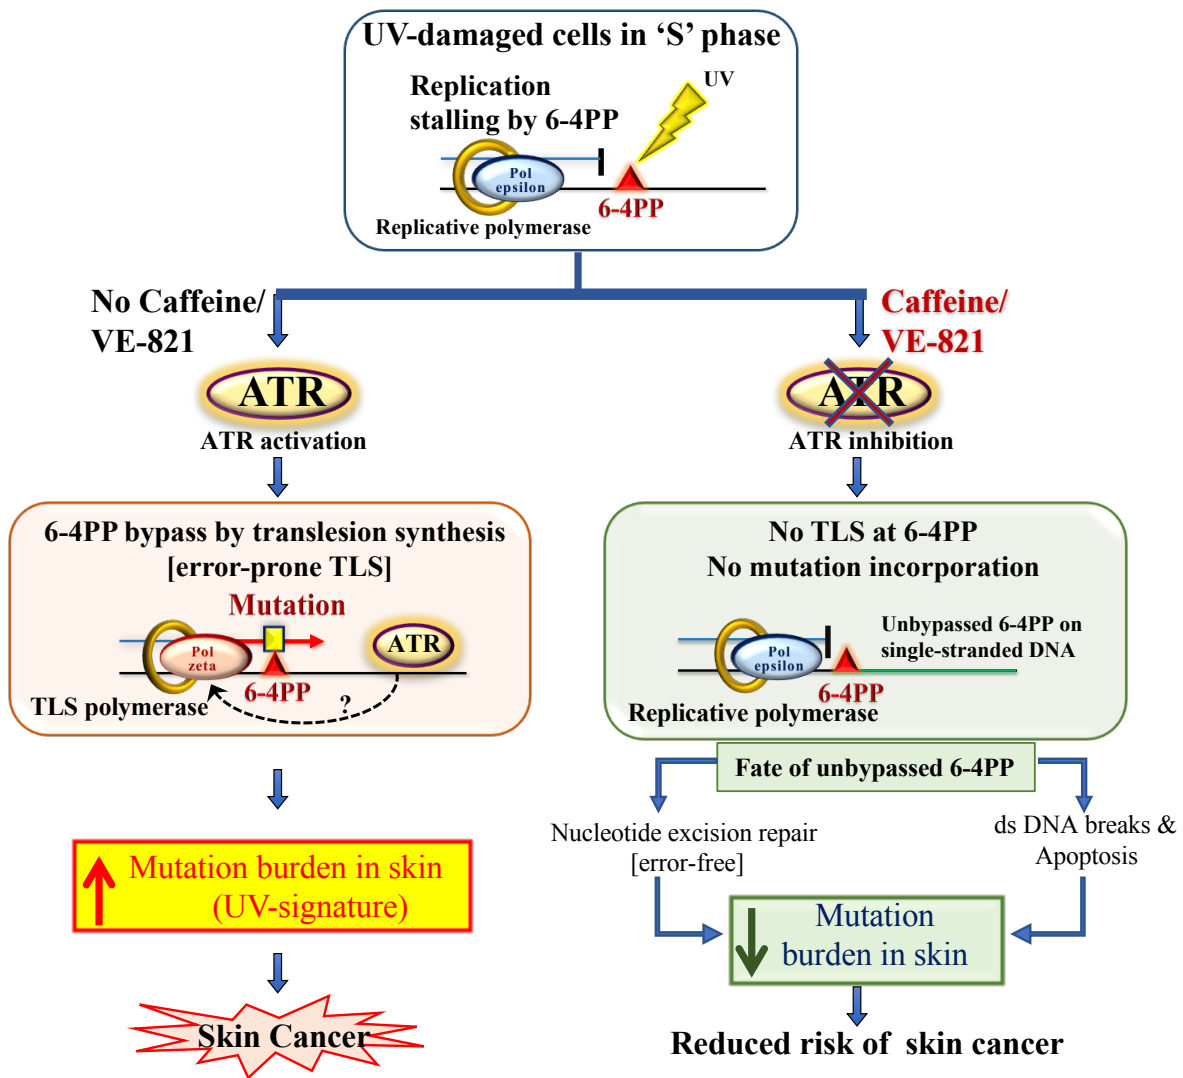 UV-damaged cells in ‘S’ phase
Replication
stalling by 6-4PP
UV
Pol
epsilon
6-4PP
Replicative polymerase
No Caffeine/
VE-821
ATR
ATR activation
6-4PP bypass by translesion synthesis
[error-prone TLS]
Mutation
Pol
zeta
ATR
6-4PP
?
TLS polymerase
Mutation burden in skin
(UV-signature)
Skin Cancer
Caffeine/
VE-821
ATR
ATR inhibition
No TLS at 6-4PP
No mutation incorporation
Unbypassed 6-4PP on
single-stranded DNA
Pol
epsilon
6-4PP
Replicative polymerase
Fate of unbypassed 6-4PP
Nucleotide excision repair
[error-free]
ds DNA breaks &
Apoptosis
Mutation
burden in skin
Reduced risk of skin cancer